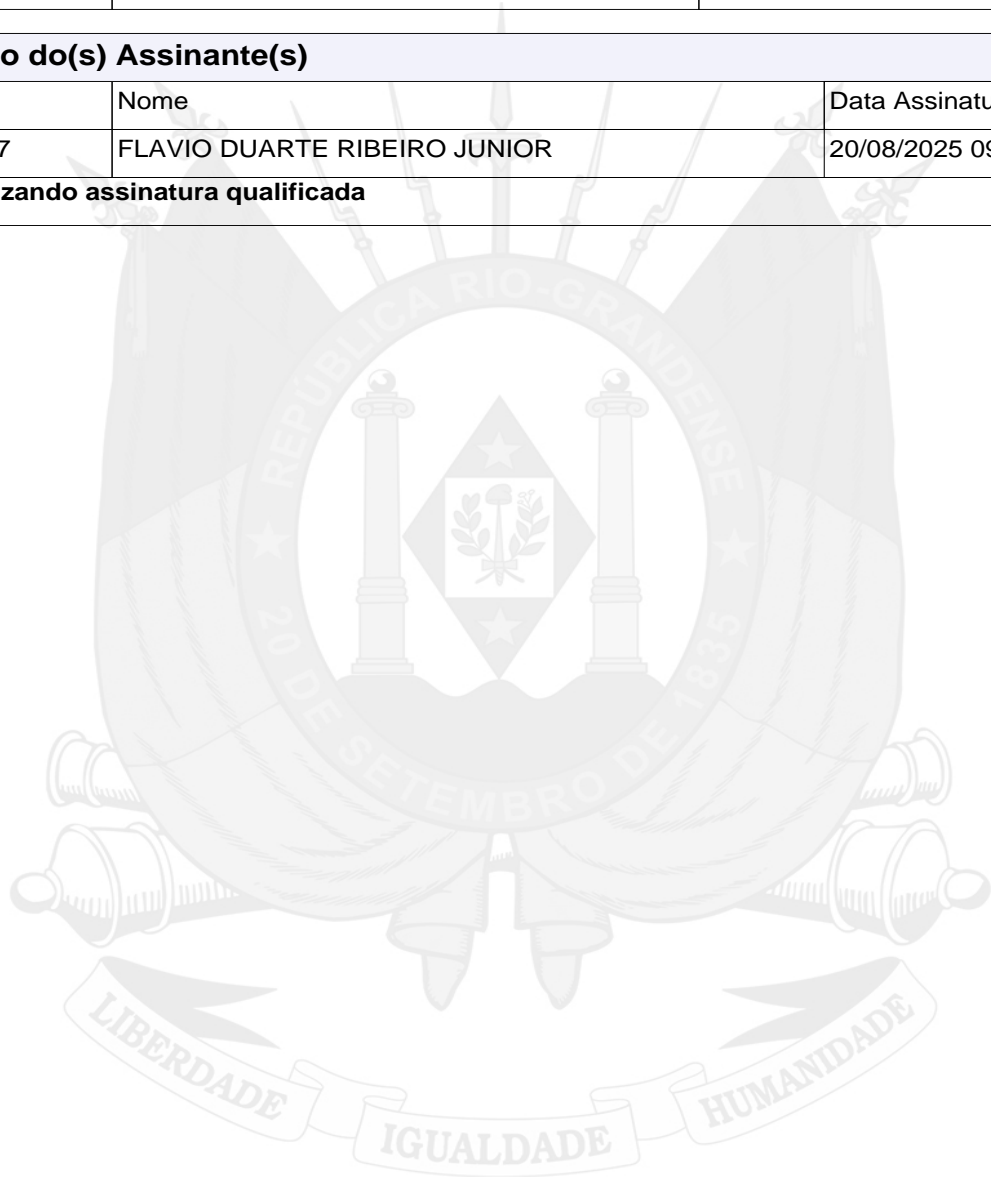 o do(s) Assinante(s)
Nome Data Assinatu
7 FLAVIO DUARTE RIBEIRO JUNIOR 20/08/2025 09
zando assinatura qualificada
REPÚBLICA RIO-GRANDENSE
20 DE SETEMBRO DE 1835
LIBERDADE IGUALDADE HUMANIDADE